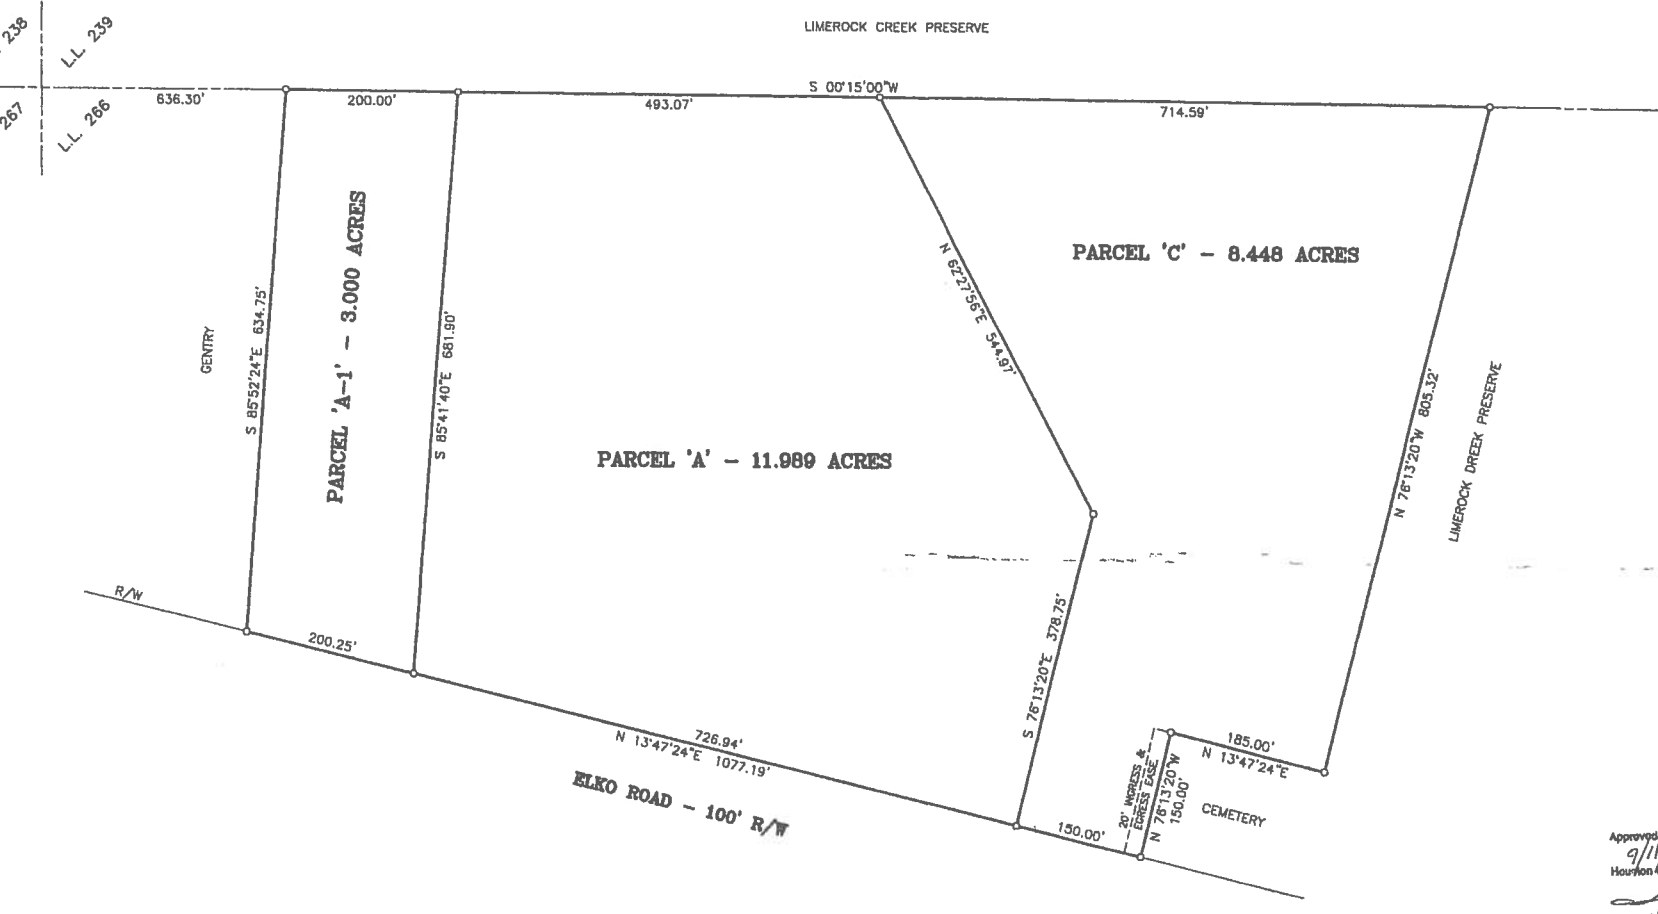 LIMEROCK CREEK PRESERVE
238
L.L. 239
267
L.L. 266
636.30'
200.00'
493.07'
S 00°15'00"W
714.59'
GENTRY
S 85°52'24"E 634.75'
PARCEL 'A-1' - 3.000 ACRES
S 85°41'40"E 681.90'
PARCEL 'A' - 11.989 ACRES
N 62°27'56"E 544.97'
PARCEL 'C' - 8.448 ACRES
N 76°13'20"W 805.32'
LIMEROCK DREEK PRESERVE
S 76°13'20"E 378.75'
R/W
200.25'
726.94'
N 13°47'24"E 1077.19'
ELKO ROAD - 100' R/W
150.00'
20' INGRESS &
EGRESS EASE.
N 76°13'20"W
150.00'
185.00'
N 13°47'24"E
CEMETERY
Approved
9/11
Houston